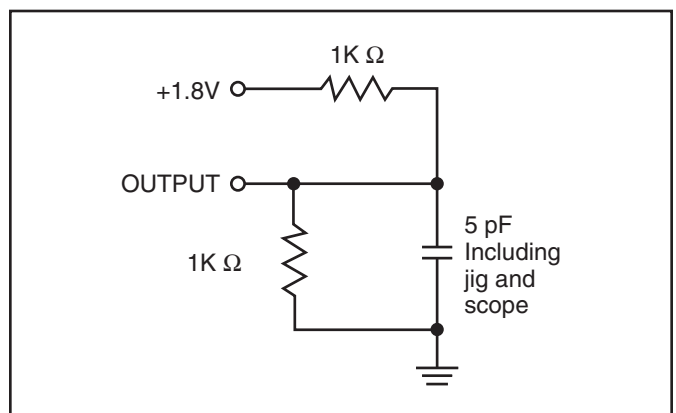 1K Ω
+1.8V
OUTPUT
1K Ω
5 pF
Including
jig and
scope